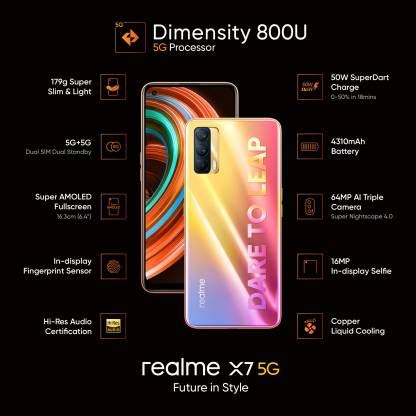 5G
Dimensity 800U
5G Processor
179g Super
Slim & Light
50W SuperDart
Charge
0-50% in 18mins
5G+5G
Dual SIM Dual Standby
4310mAh
Battery
Super AMOLED
Fullscreen
16.3cm (6.4")
64MP AI Triple
Camera
Super Nightscape 4.0
In-display
Fingerprint Sensor
16MP
In-display Selfie
Hi-Res Audio
Certification
Hi-Res
AUDIO
Copper
Liquid Cooling
DARE TO LEAP
realme
realme X7 5G
Future in Style